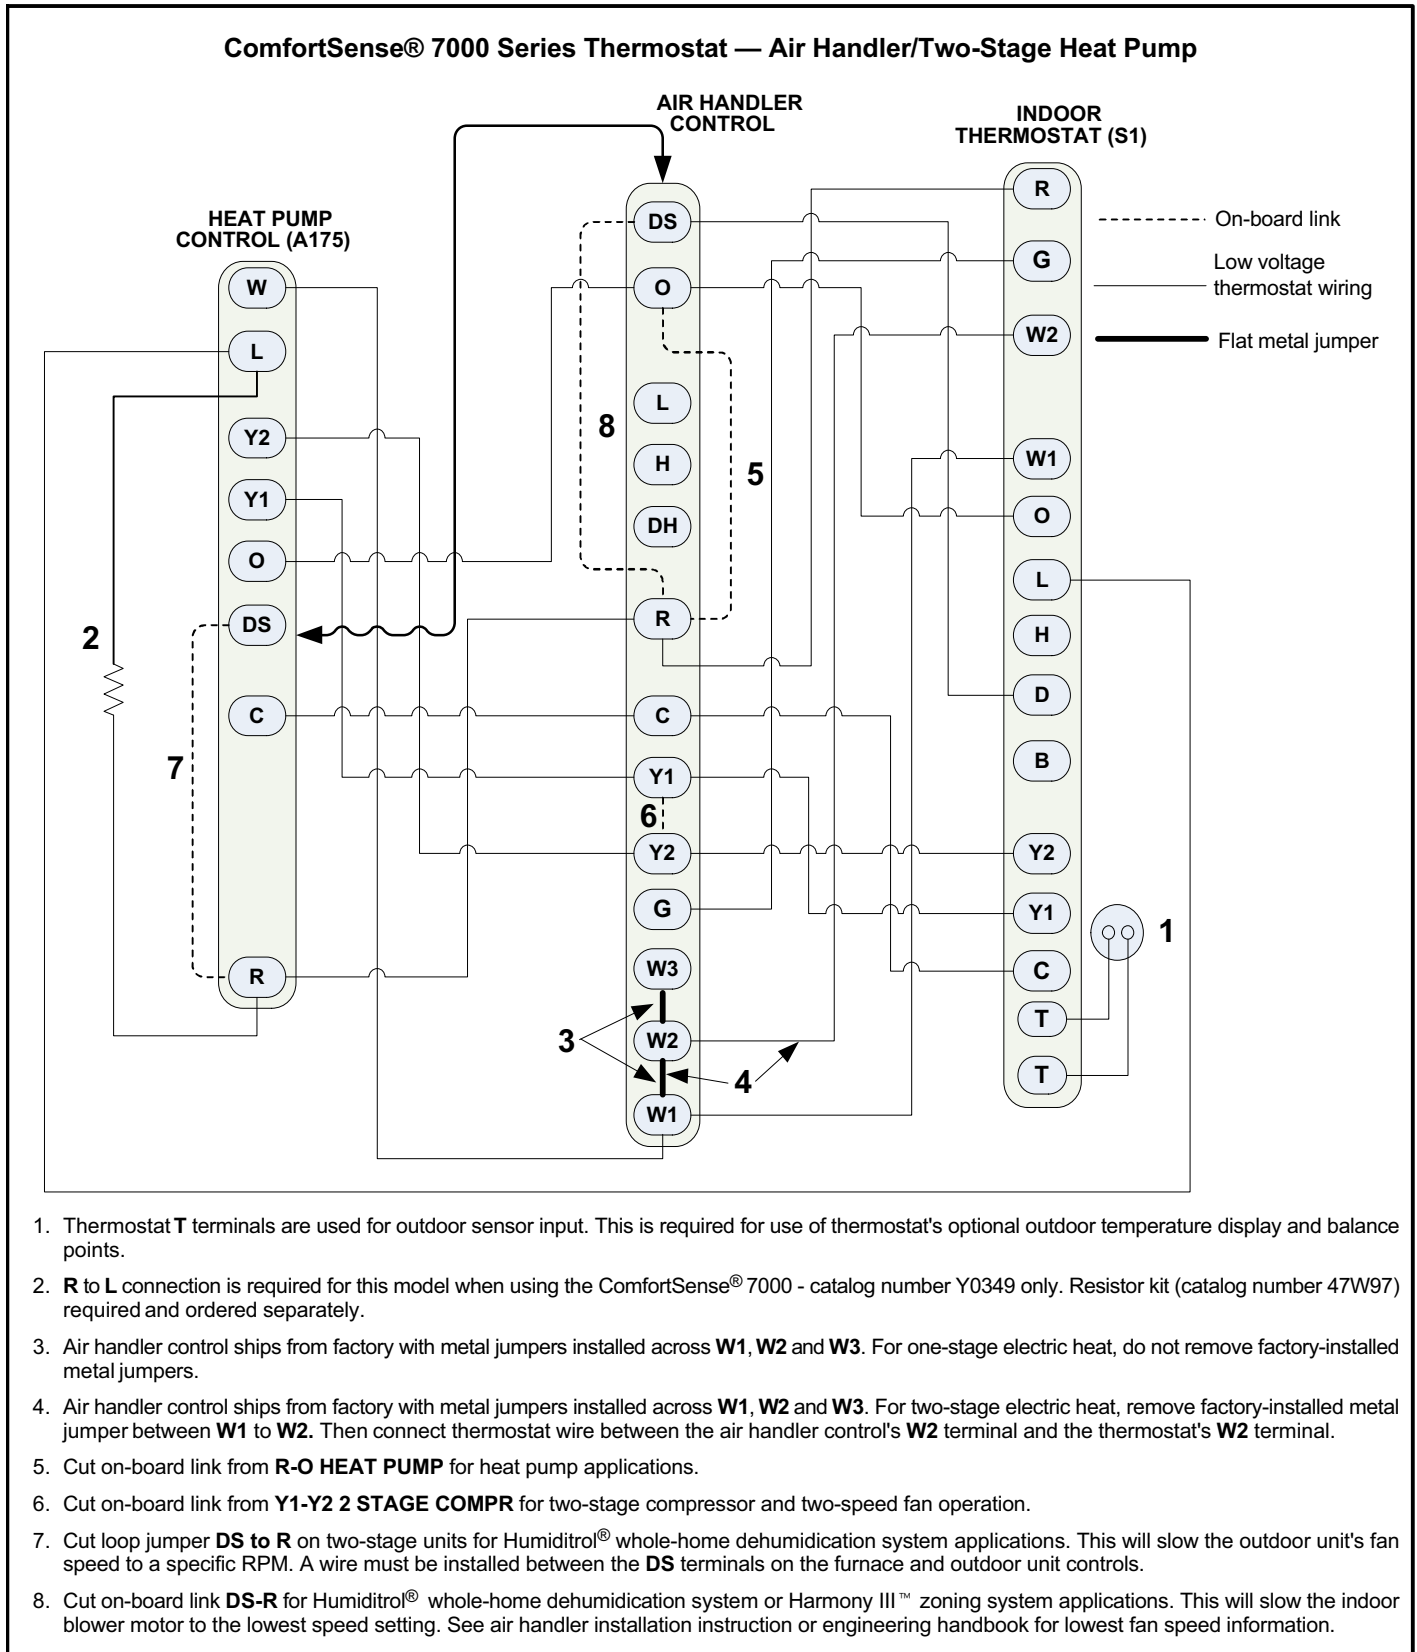 ComfortSense® 7000 Series Thermostat — Air Handler/Two-Stage Heat Pump
AIR HANDLER
CONTROL
INDOOR
THERMOSTAT (S1)
HEAT PUMP
CONTROL (A175)
W
L
Y2
Y1
O
DS
C
R
2
7
DS
O
L
H
DH
R
C
Y1
Y2
G
W3
W2
W1
8
5
6
3
4
R
G
W2
W1
O
L
H
D
B
Y2
Y1
C
T
T
1
On-board link
Low voltage
thermostat wiring
Flat metal jumper
1. Thermostat T terminals are used for outdoor sensor input. This is required for use of thermostat's optional outdoor temperature display and balance
points.
2. R to L connection is required for this model when using the ComfortSense® 7000 - catalog number Y0349 only. Resistor kit (catalog number 47W97)
required and ordered separately.
3. Air handler control ships from factory with metal jumpers installed across W1, W2 and W3. For one-stage electric heat, do not remove factory-installed
metal jumpers.
4. Air handler control ships from factory with metal jumpers installed across W1, W2 and W3. For two-stage electric heat, remove factory-installed metal
jumper between W1 to W2. Then connect thermostat wire between the air handler control's W2 terminal and the thermostat's W2 terminal.
5. Cut on-board link from R-O HEAT PUMP for heat pump applications.
6. Cut on-board link from Y1-Y2 2 STAGE COMPR for two-stage compressor and two-speed fan operation.
7. Cut loop jumper DS to R on two-stage units for Humiditrol® whole-home dehumidication system applications. This will slow the outdoor unit's fan
speed to a specific RPM. A wire must be installed between the DS terminals on the furnace and outdoor unit controls.
8. Cut on-board link DS-R for Humiditrol® whole-home dehumidication system or Harmony III™ zoning system applications. This will slow the indoor
blower motor to the lowest speed setting. See air handler installation instruction or engineering handbook for lowest fan speed information.